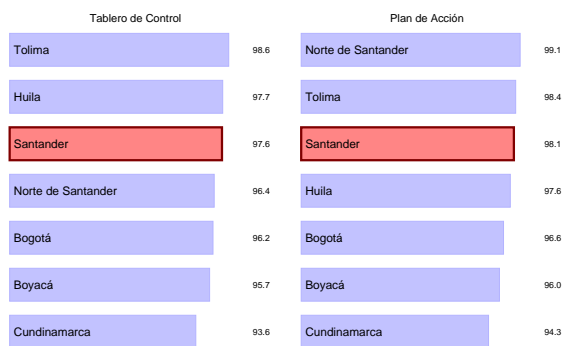 Tablero de Control
Tolima 98.6
Huila 97.7
Santander 97.6
Norte de Santander 96.4
Bogotá 96.2
Boyacá 95.7
Cundinamarca 93.6
Plan de Acción
Norte de Santander 99.1
Tolima 98.4
Santander 98.1
Huila 97.6
Bogotá 96.6
Boyacá 96.0
Cundinamarca 94.3